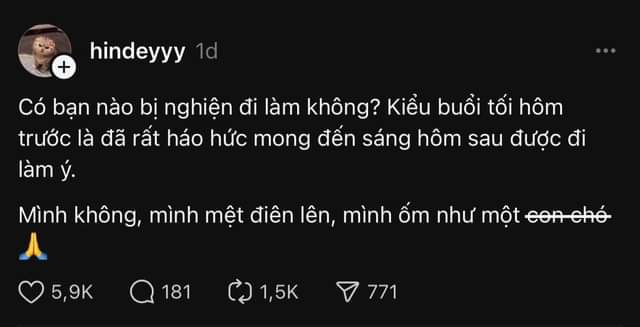 hindeyyy 1d
Có bạn nào bị nghiện đi làm không? Kiểu buổi tối hôm
trước là đã rất háo hức mong đến sáng hôm sau được đi
làm ý.
Mình không, mình mệt điên lên, mình ốm như một con chó
🙏
5,9K 181 1,5K 771